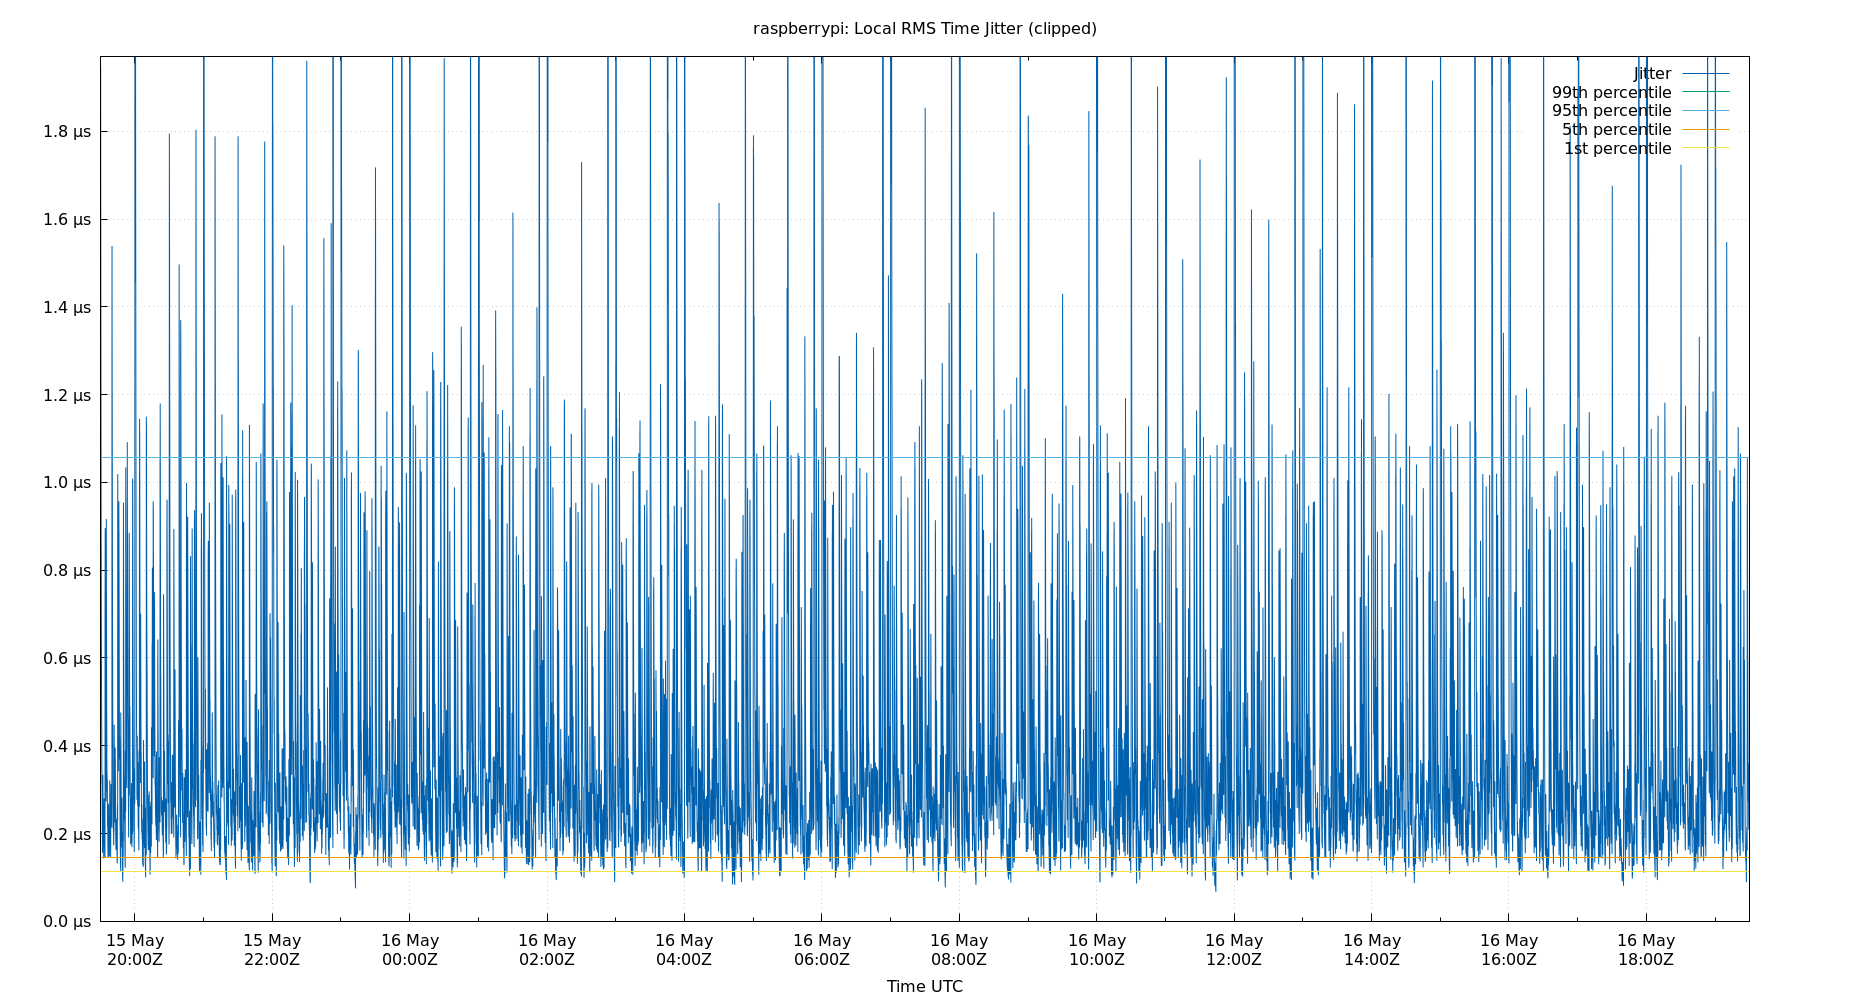 raspberrypi: Local RMS Time Jitter (clipped)
Jitter
99th percentile
95th percentile
5th percentile
1st percentile
1.8 μs
1.6 μs
1.4 μs
1.2 μs
1.0 μs
0.8 μs
0.6 μs
0.4 μs
0.2 μs
0.0 μs
15 May 15 May 16 May 16 May 16 May 16 May 16 May 16 May 16 May 16 May 16 May 16 May
20:00Z 22:00Z 00:00Z 02:00Z 04:00Z 06:00Z 08:00Z 10:00Z 12:00Z 14:00Z 16:00Z 18:00Z
Time UTC